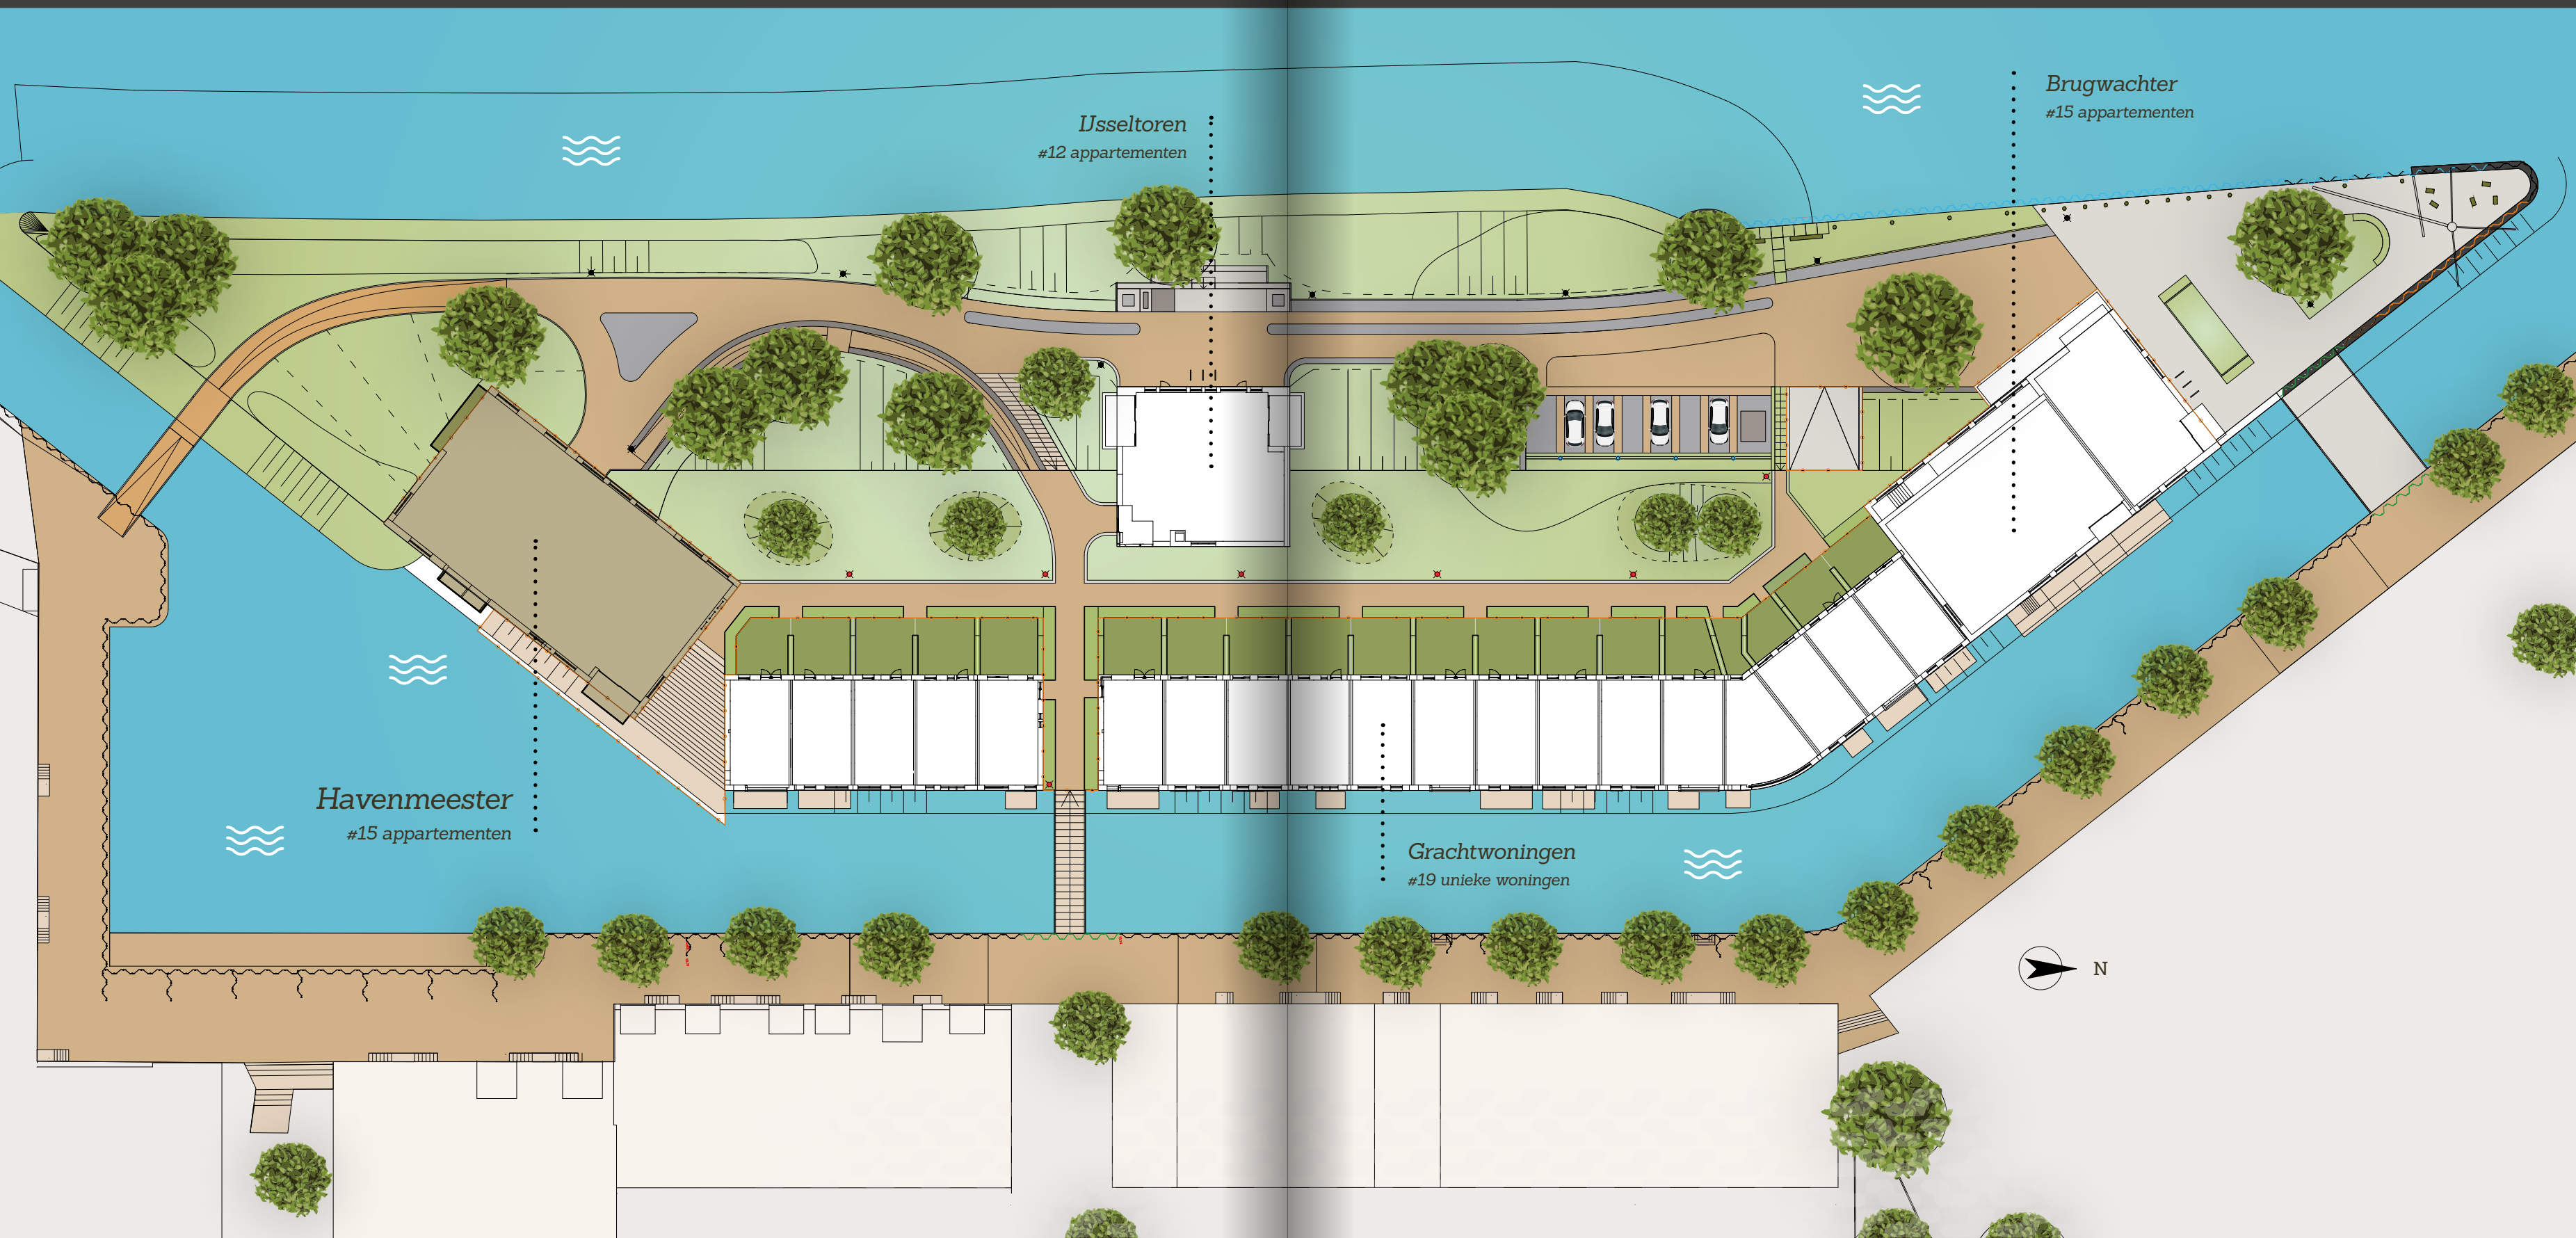 IJsseltoren
#12 appartementen
Brugwachter
#15 appartementen
Havenmeester
#15 appartementen
Grachtwoningen
#19 unieke woningen
N